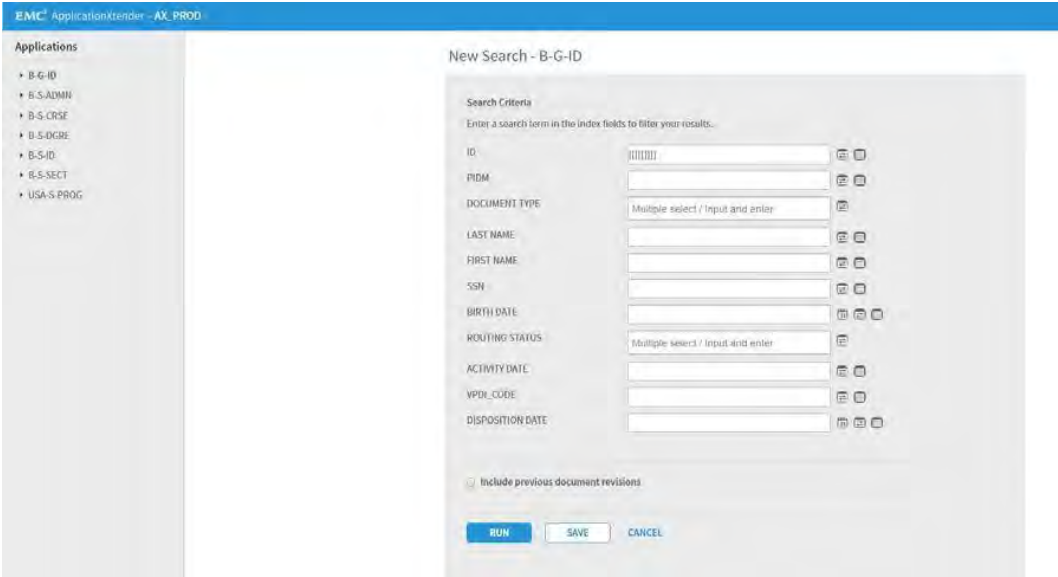 EMC ApplicationXtender - AX_PROD
Applications
B-G-ID
B-S-ADMN
B-S-CRSE
B-S-DGRE
B-S-ID
B-S-SECT
USA-S-PROG
New Search - B-G-ID
Search Criteria
Enter a search term in the index fields to filter your results.
ID
PIDM
DOCUMENT TYPE Multiple select / Input and enter
LAST NAME
FIRST NAME
SSN
BIRTH DATE
ROUTING STATUS Multiple select / Input and enter
ACTIVITY DATE
VPDI_CODE
DISPOSITION DATE
Include previous document revisions
RUN SAVE CANCEL